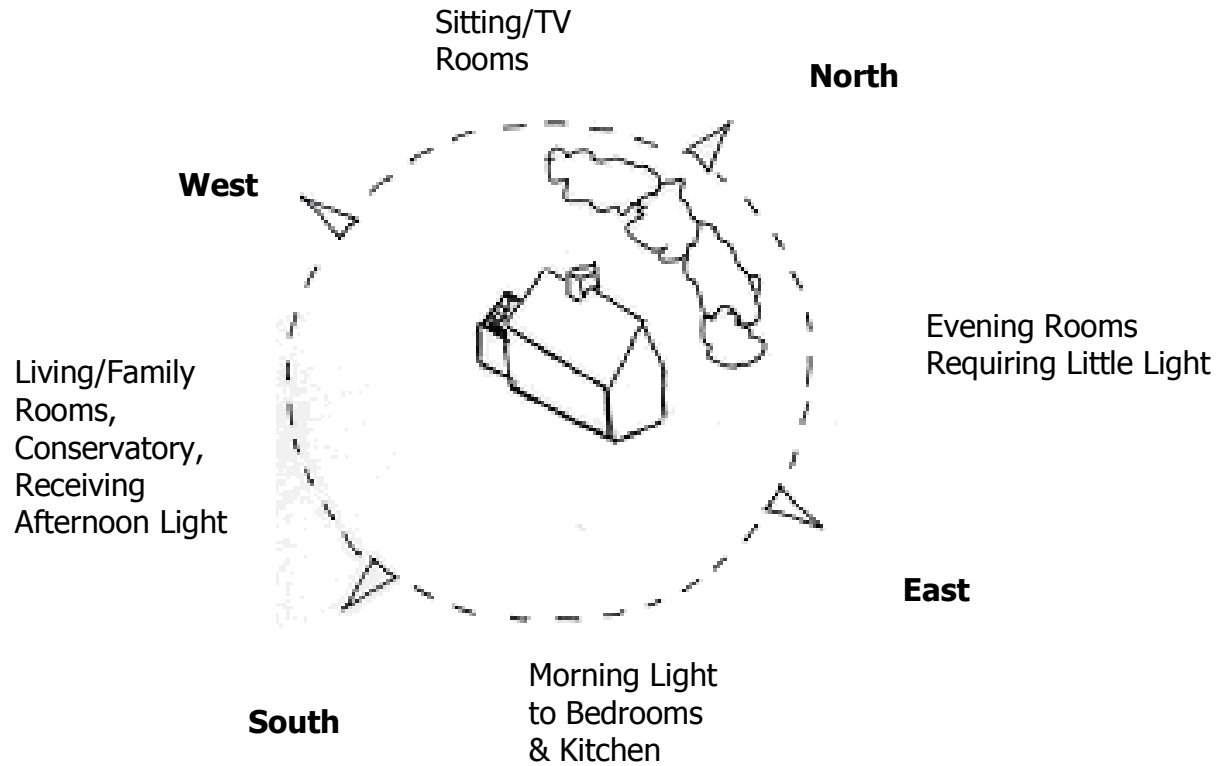 Sitting/TV
Rooms
North
West
Evening Rooms
Requiring Little Light
Living/Family
Rooms,
Conservatory,
Receiving
Afternoon Light
East
Morning Light
to Bedrooms
& Kitchen
South